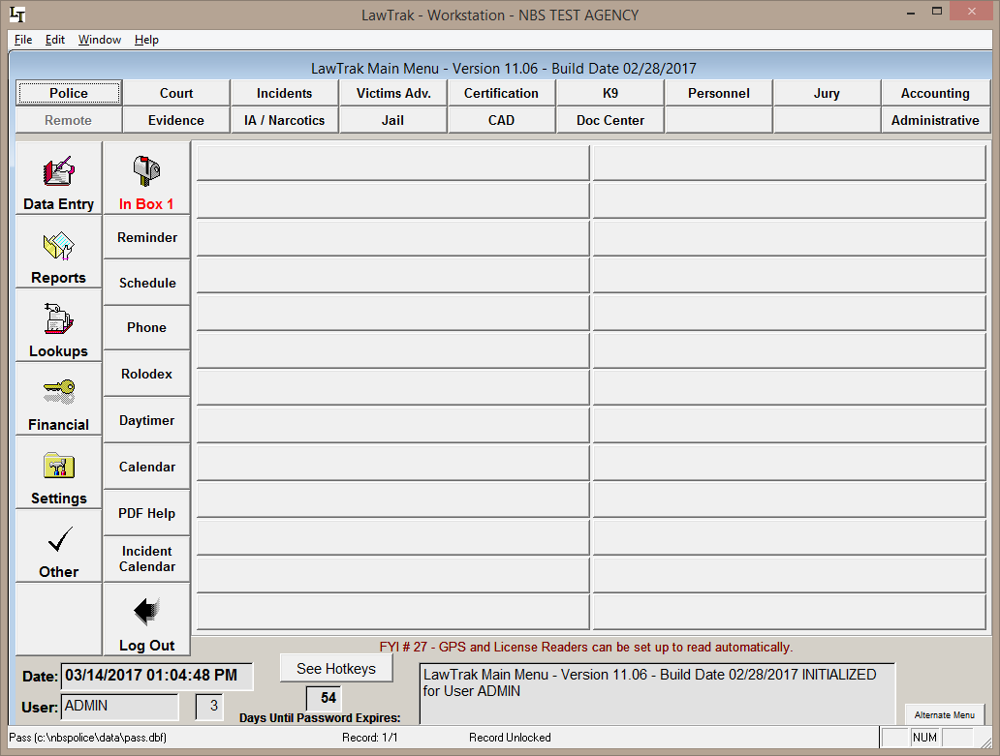 LT
LawTrak - Workstation - NBS TEST AGENCY
File Edit Window Help
LawTrak Main Menu - Version 11.06 - Build Date 02/28/2017
Police Court Incidents Victims Adv. Certification K9 Personnel Jury Accounting
Remote Evidence IA / Narcotics Jail CAD Doc Center Administrative
Data Entry
In Box 1
Reminder
Reports
Schedule
Phone
Lookups
Rolodex
Daytimer
Financial
Calendar
Settings
PDF Help
Incident
Calendar
Other
Log Out
FYI # 27 - GPS and License Readers can be set up to read automatically.
Date: 03/14/2017 01:04:48 PM
See Hotkeys
LawTrak Main Menu - Version 11.06 - Build Date 02/28/2017 INITIALIZED
for User ADMIN
User: ADMIN 3
54
Days Until Password Expires:
Alternate Menu
Pass (c:\nbspolice\data\pass.dbf) Record: 1/1 Record Unlocked NUM